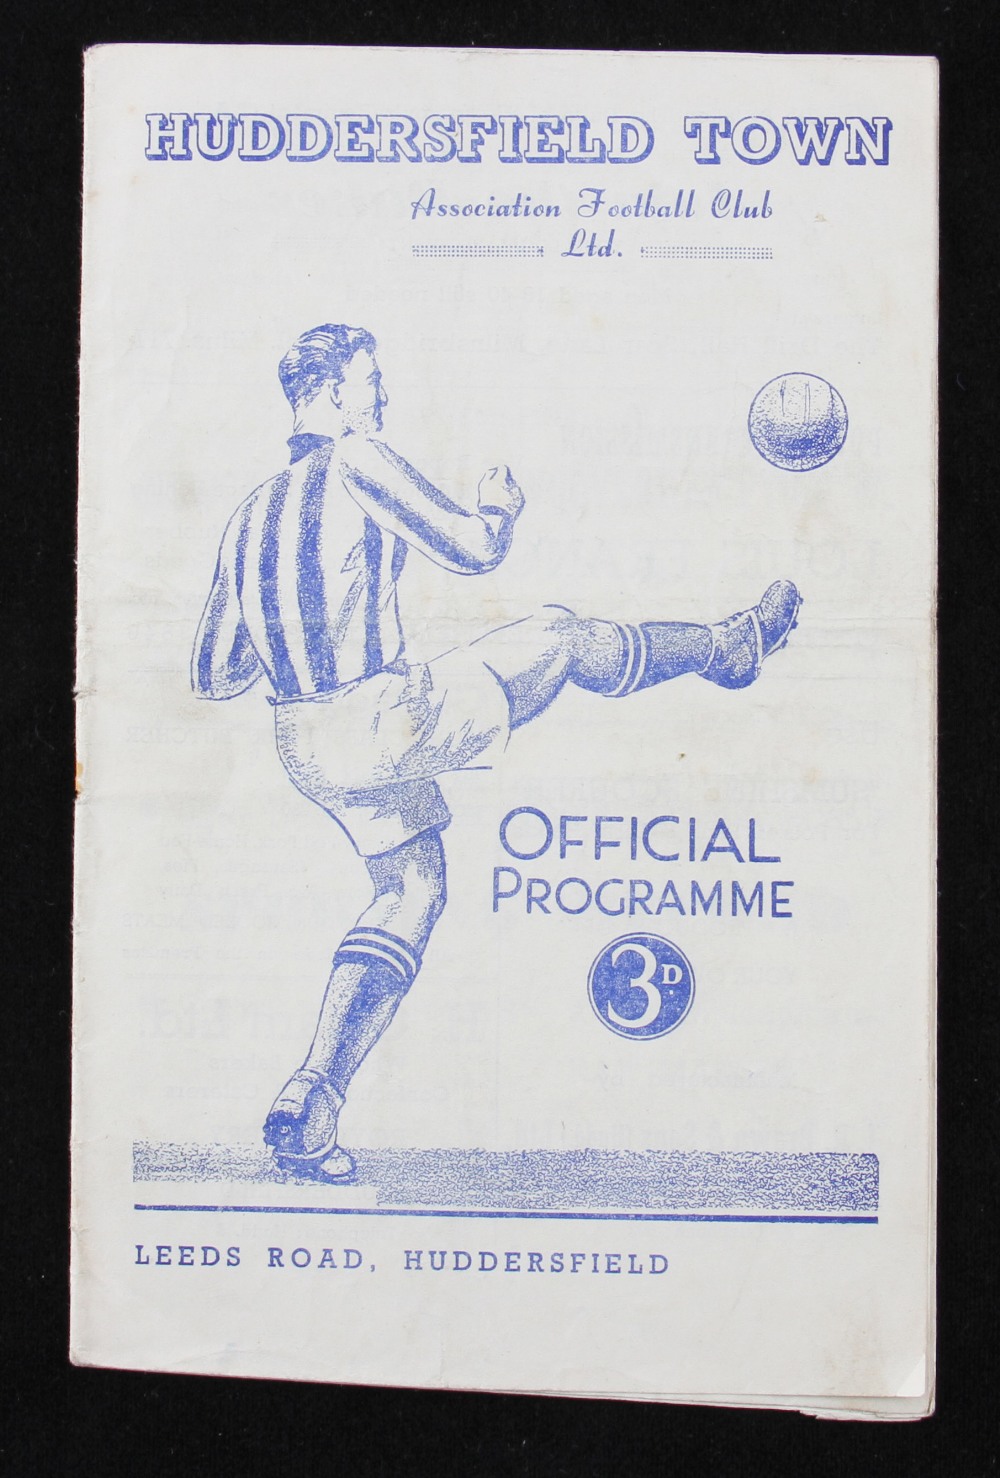 HUDDERSFIELD TOWN
Association Football Club
Ltd.
OFFICIAL
PROGRAMME
3D.
LEEDS ROAD, HUDDERSFIELD